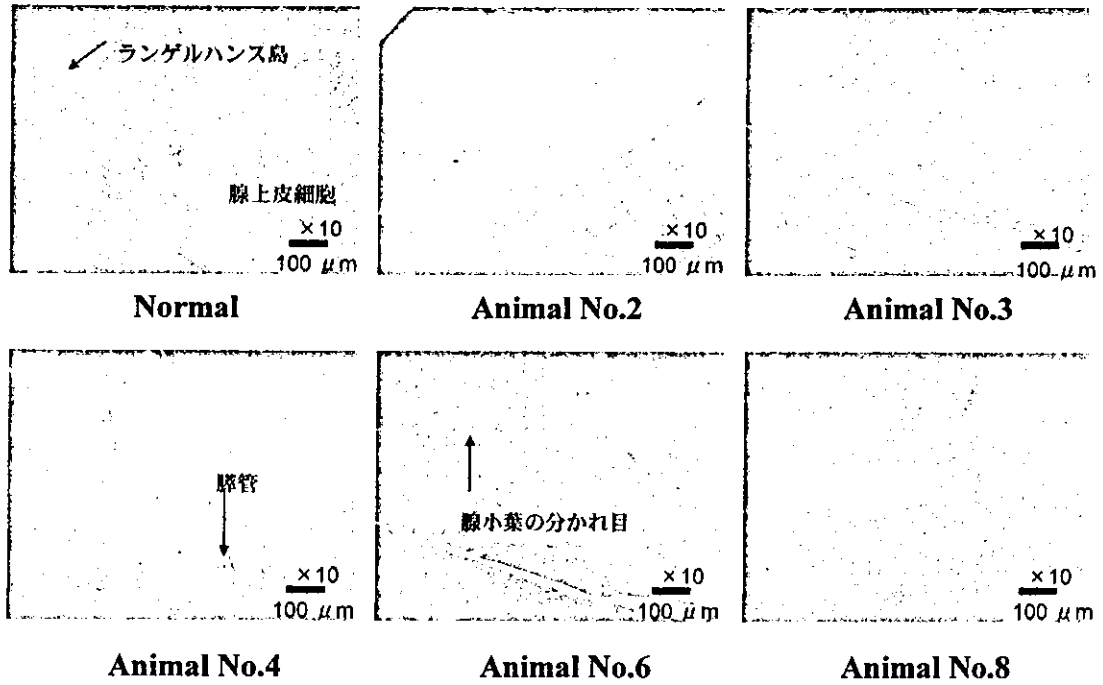 ランゲルハンス島
腺上皮細胞
×10
100 μm
Normal
×10
100 μm
Animal No.2
×10
100 μm
Animal No.3
膵管
×10
100 μm
Animal No.4
腺小葉の分かれ目
×10
100 μm
Animal No.6
×10
100 μm
Animal No.8